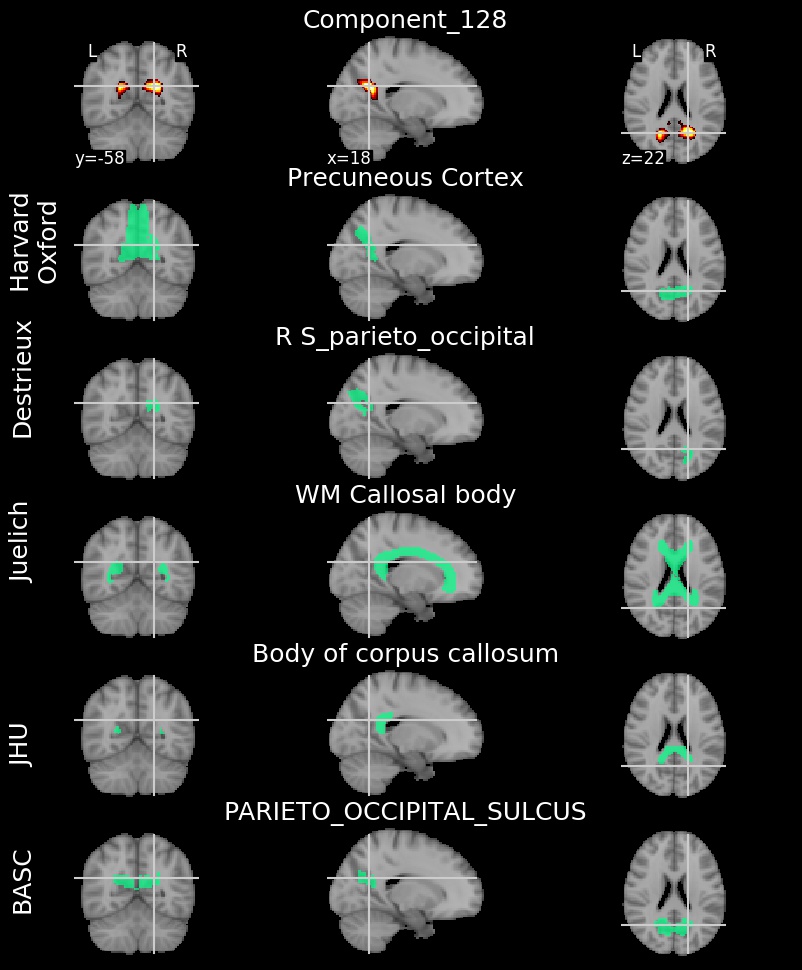 Component_128
L R
L R
y=-58
x=18
z=22
Precuneous Cortex
Harvard
Oxford
R S_parieto_occipital
Destrieux
WM Callosal body
Juelich
Body of corpus callosum
JHU
PARIETO_OCCIPITAL_SULCUS
BASC